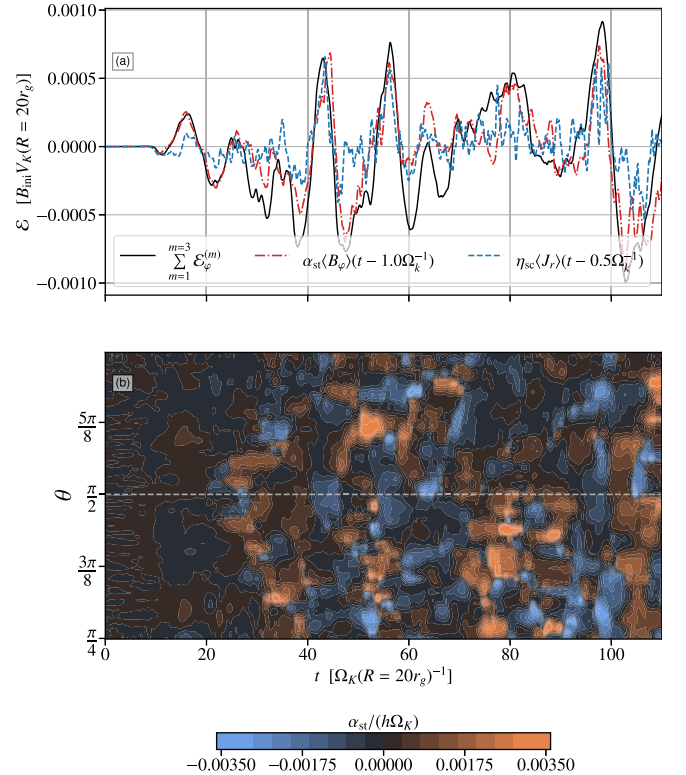 0.0010
(a)
0.0005
0.0000
−0.0005
−0.0010
ℰ [B_ini V_K(R = 20r_g)]
∑_{m=1}^{m=3} ℰ_φ^{(m)}
α_st⟨B_φ⟩(t − 1.0Ω_k^{−1})
η_sc⟨J_r⟩(t − 0.5Ω_k^{−1})
(b)
5π/8
π/2
3π/8
π/4
θ
0 20 40 60 80 100
t [Ω_K(R = 20r_g)^{−1}]
α_st/(hΩ_K)
−0.00350 −0.00175 0.00000 0.00175 0.00350